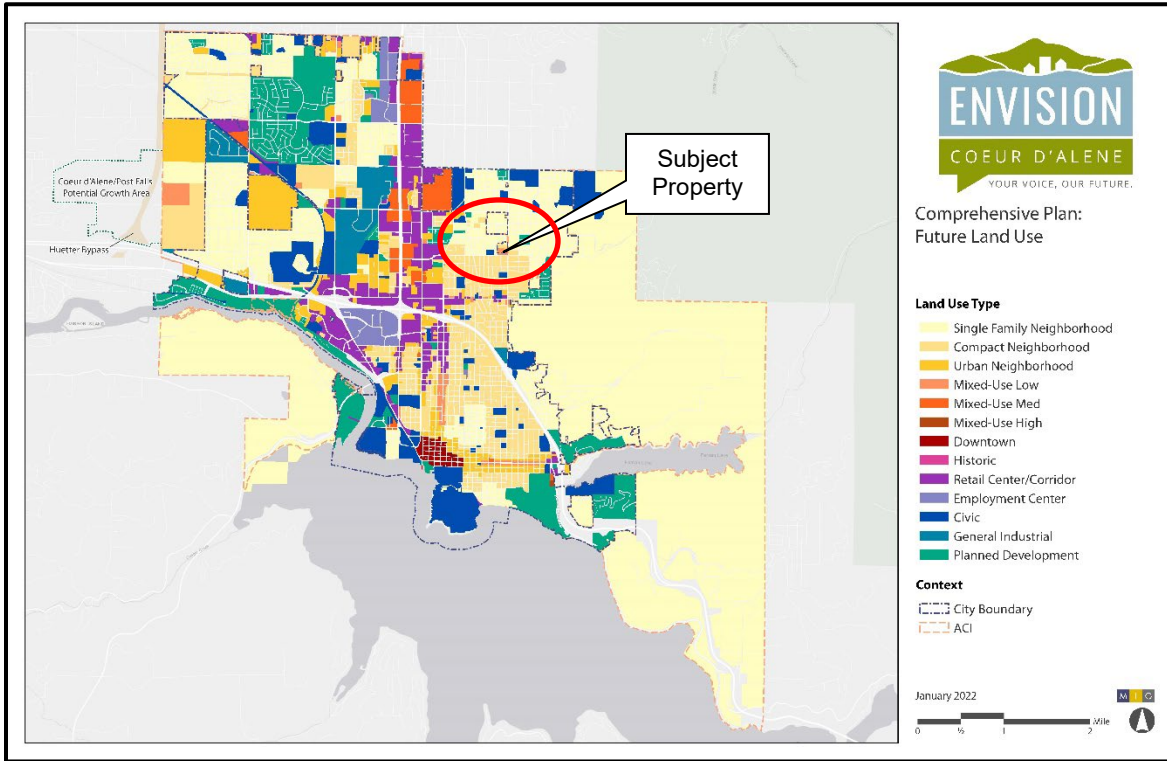 Subject
Property
Coeur d'Alene/Post Falls
Potential Growth Area
Huetter Bypass
ENVISION
COEUR D'ALENE
YOUR VOICE, OUR FUTURE.
Comprehensive Plan:
Future Land Use
Land Use Type
Single Family Neighborhood
Compact Neighborhood
Urban Neighborhood
Mixed-Use Low
Mixed-Use Med
Mixed-Use High
Downtown
Historic
Retail Center/Corridor
Employment Center
Civic
General Industrial
Planned Development
Context
City Boundary
ACI
January 2022
M I G
0 ½ 1 2 Mile